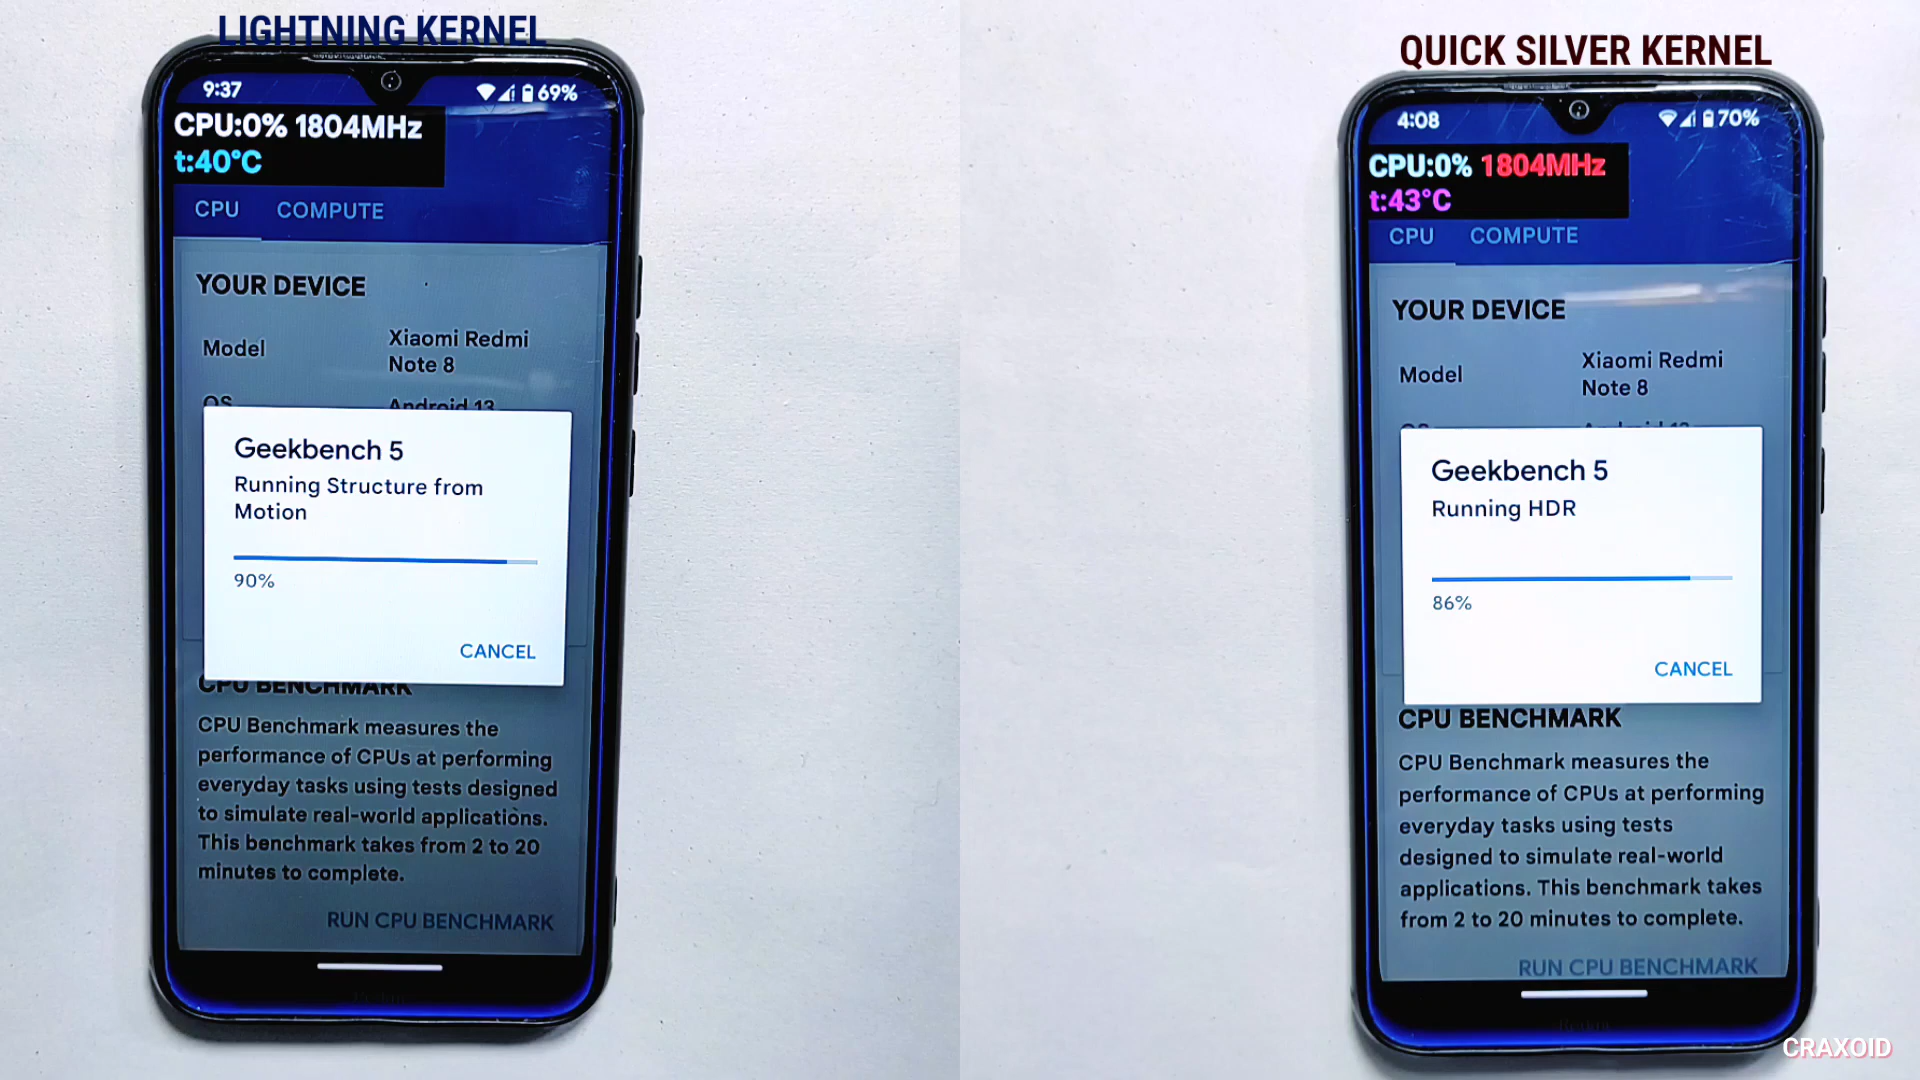 LIGHTNING KERNEL
9:37
69%
CPU:0% 1804MHz
t:40°C
CPU COMPUTE
YOUR DEVICE
Model
Xiaomi Redmi
Note 8
OS
Android 13
Geekbench 5
Running Structure from
Motion
90%
CANCEL
CPU BENCHMARK
CPU Benchmark measures the
performance of CPUs at performing
everyday tasks using tests designed
to simulate real-world applications.
This benchmark takes from 2 to 20
minutes to complete.
RUN CPU BENCHMARK
QUICK SILVER KERNEL
4:08
70%
CPU:0% 1804MHz
t:43°C
CPU COMPUTE
YOUR DEVICE
Model
Xiaomi Redmi
Note 8
Geekbench 5
Running HDR
86%
CANCEL
CPU BENCHMARK
CPU Benchmark measures the
performance of CPUs at performing
everyday tasks using tests
designed to simulate real-world
applications. This benchmark takes
from 2 to 20 minutes to complete.
RUN CPU BENCHMARK
CRAXOID